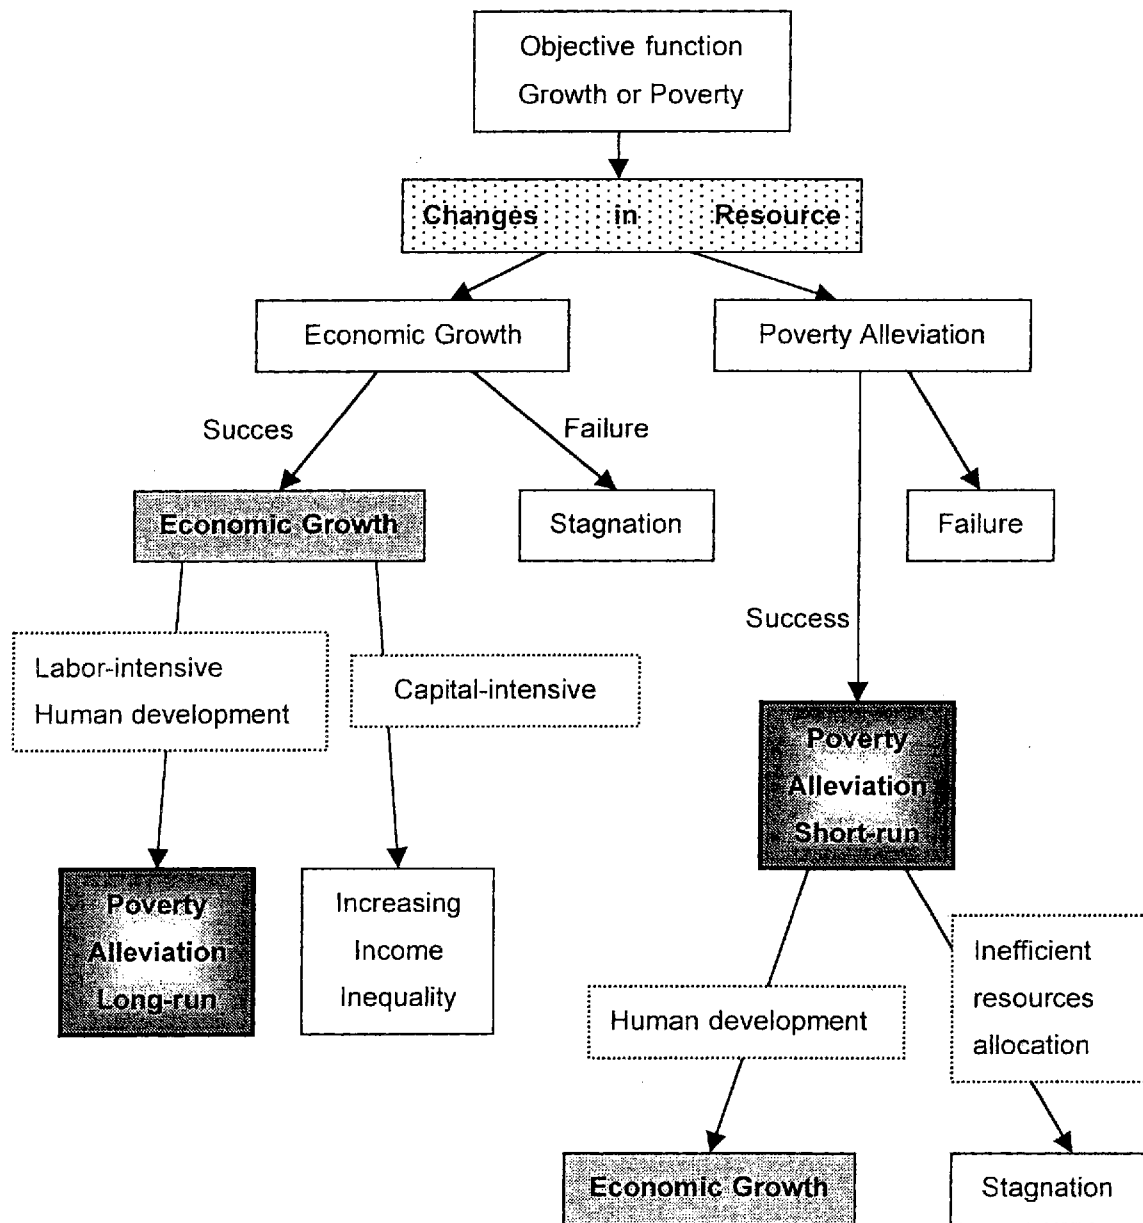 Objective function
Growth or Poverty
Changes in Resource
Economic Growth
Poverty Alleviation
Succes
Failure
Economic Growth
Stagnation
Failure
Success
Labor-intensive
Human development
Capital-intensive
Poverty
Alleviation
Short-run
Poverty
Alleviation
Long-run
Increasing
Income
Inequality
Inefficient
resources
allocation
Human development
Economic Growth
Stagnation